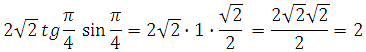 2√2 tg π/4 sin π/4 = 2√2 · 1 · √2/2 = 2√2√2/2 = 2